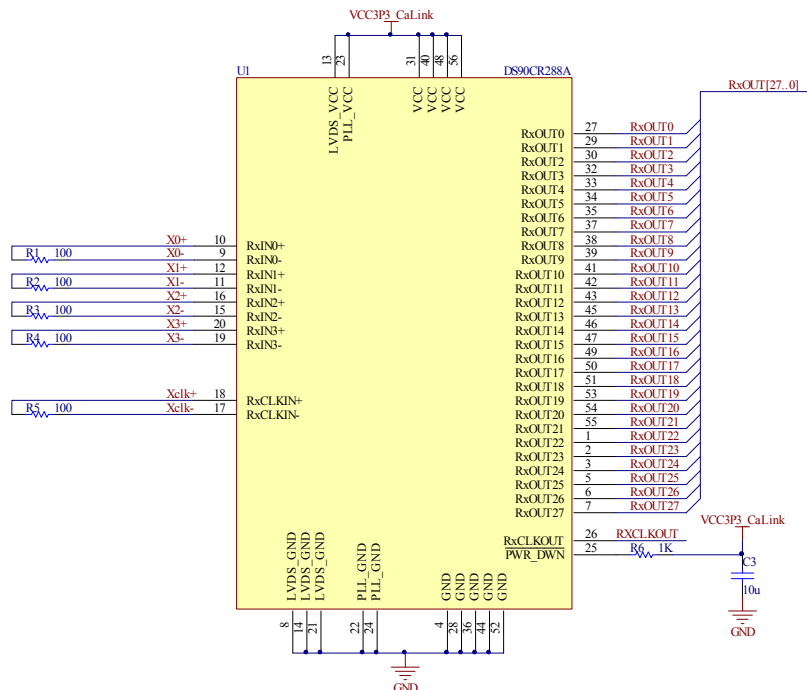 VCC3P3_CaLink
13
23
31
40
48
56
U1
DS90CR288A
LVDS_VCC
PLL_VCC
VCC
VCC
VCC
VCC
RxOUT[27..0]
RxOUT0 27 RxOUT0
RxOUT1 29 RxOUT1
RxOUT2 30 RxOUT2
RxOUT3 32 RxOUT3
RxOUT4 33 RxOUT4
RxOUT5 34 RxOUT5
RxOUT6 35 RxOUT6
RxOUT7 37 RxOUT7
RxOUT8 38 RxOUT8
RxOUT9 39 RxOUT9
RxOUT10 41 RxOUT10
RxOUT11 42 RxOUT11
RxOUT12 43 RxOUT12
RxOUT13 45 RxOUT13
RxOUT14 46 RxOUT14
RxOUT15 47 RxOUT15
RxOUT16 49 RxOUT16
RxOUT17 50 RxOUT17
RxOUT18 51 RxOUT18
RxOUT19 53 RxOUT19
RxOUT20 54 RxOUT20
RxOUT21 55 RxOUT21
RxOUT22 1 RxOUT22
RxOUT23 2 RxOUT23
RxOUT24 3 RxOUT24
RxOUT25 5 RxOUT25
RxOUT26 6 RxOUT26
RxOUT27 7 RxOUT27
X0+ 10 RxIN0+
R1 100 X0- 9 RxIN0-
X1+ 12 RxIN1+
R2 100 X1- 11 RxIN1-
X2+ 16 RxIN2+
R3 100 X2- 15 RxIN2-
X3+ 20 RxIN3+
R4 100 X3- 19 RxIN3-
Xclk+ 18 RxCLKIN+
R5 100 Xclk- 17 RxCLKIN-
RxCLKOUT 26 RXCLKOUT
PWR_DWN 25 R6 1K
VCC3P3_CaLink
C3
10u
GND
LVDS_GND
LVDS_GND
LVDS_GND
PLL_GND
PLL_GND
GND
GND
GND
GND
GND
8
14
21
22
24
4
28
36
44
52
GND